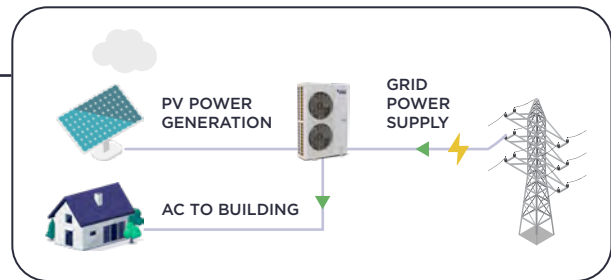 PV POWER
GENERATION
GRID
POWER
SUPPLY
AC TO BUILDING